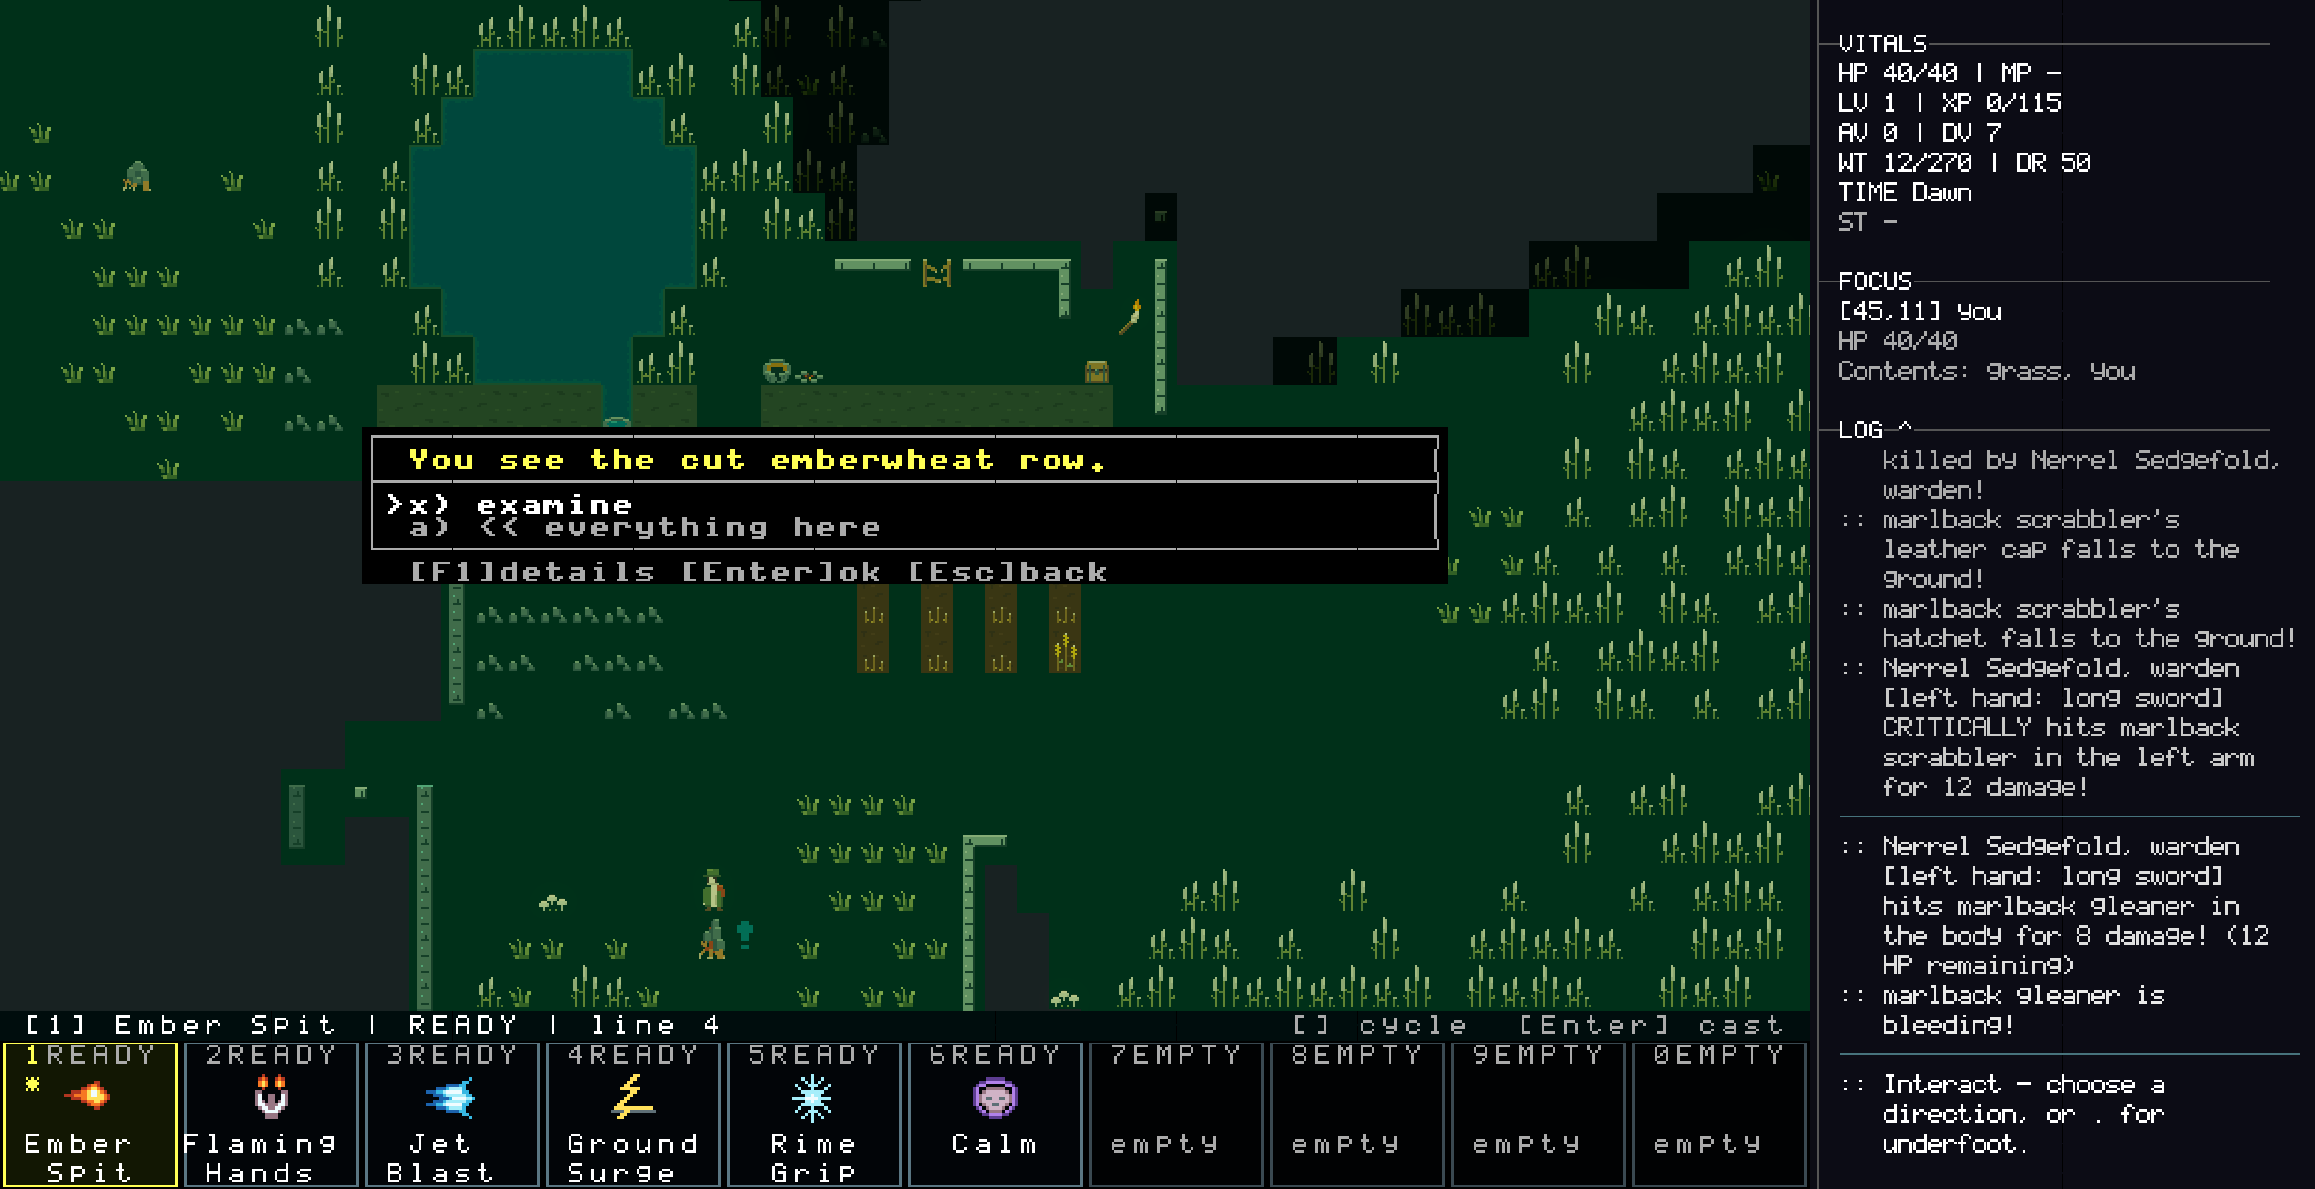 VITALS
HP 40/40 | MP -
LV 1 | XP 0/115
AV 0 | DV 7
WT 12/270 | DR 50
TIME Dawn
ST -
FOCUS
[45,11] you
HP 40/40
Contents: grass, you
LOG ^
killed by Nerrel Sedgefold,
warden!
:: marlback scrabbler's
leather cap falls to the
ground!
:: marlback scrabbler's
hatchet falls to the ground!
:: Nerrel Sedgefold, warden
[left hand: long sword]
CRITICALLY hits marlback
scrabbler in the left arm
for 12 damage!
:: Nerrel Sedgefold, warden
[left hand: long sword]
hits marlback gleaner in
the body for 8 damage! (12
HP remaining)
:: marlback gleaner is
bleeding!
:: Interact - choose a
direction, or . for
underfoot.
You see the cut emberwheat row.
>x) examine
a) << everything here
[F1]details [Enter]ok [Esc]back
[1] Ember Spit | READY | line 4
[] cycle [Enter] cast
1READY
2READY
3READY
4READY
5READY
6READY
7EMPTY
8EMPTY
9EMPTY
0EMPTY
Ember
Spit
Flaming
Hands
Jet
Blast
Ground
Surge
Rime
Grip
Calm
empty
empty
empty
empty